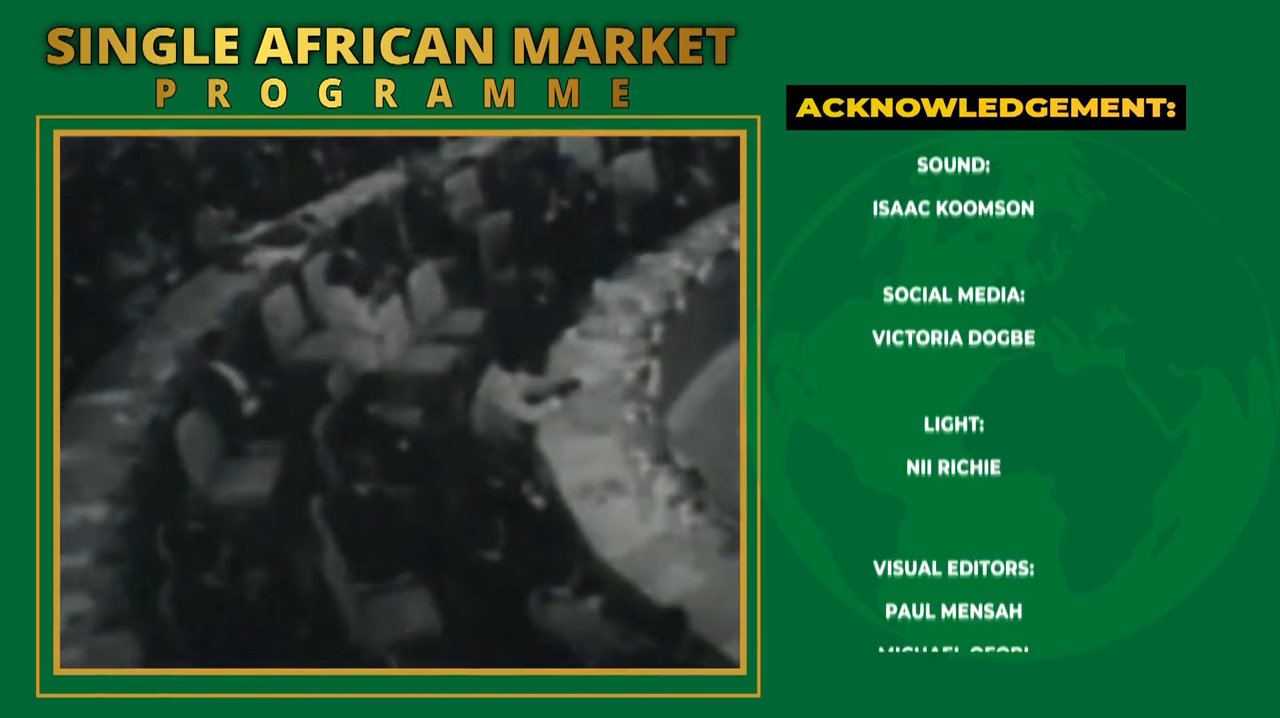 SINGLE AFRICAN MARKET
PROGRAMME
ACKNOWLEDGEMENT:
SOUND:
ISAAC KOOMSON
SOCIAL MEDIA:
VICTORIA DOGBE
LIGHT:
NII RICHIE
VISUAL EDITORS:
PAUL MENSAH
MICHAEL